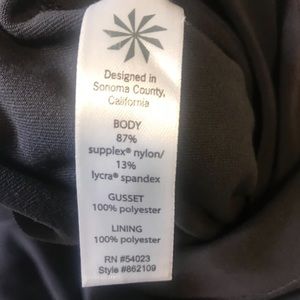 Designed in
Sonoma County,
California
BODY
87%
supplex® nylon/
13%
lycra® spandex
GUSSET
100% polyester
LINING
100% polyester
RN #54023
Style #862109